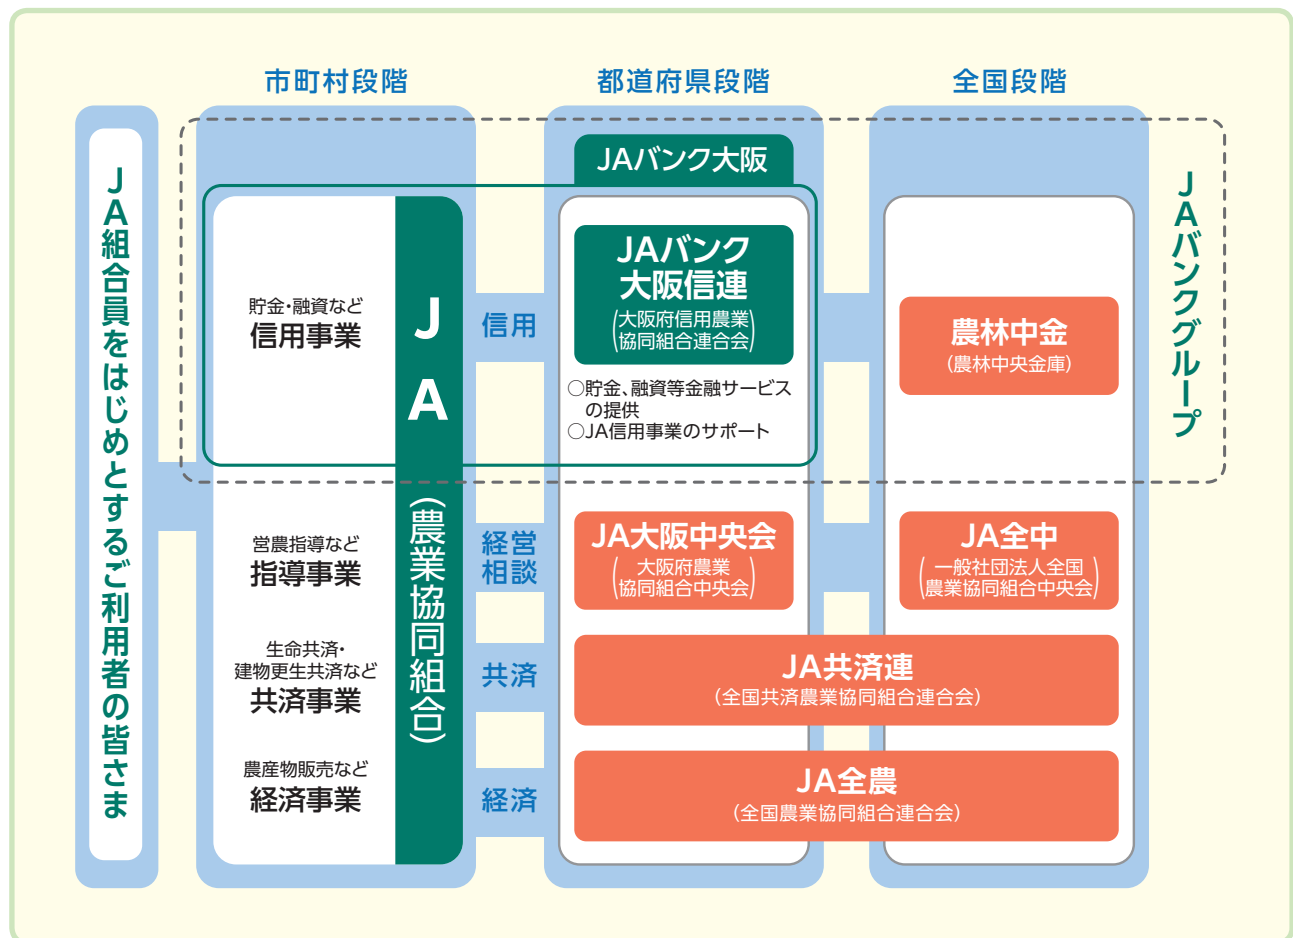 市町村段階
都道府県段階
全国段階
JA組合員をはじめとするご利用者の皆さま
JAバンクグループ
JAバンク大阪
貯金・融資など
信用事業
JA
(農業協同組合)
信用
JAバンク
大阪信連
(大阪府信用農業
協同組合連合会)
○貯金、融資等金融サービス
の提供
○JA信用事業のサポート
農林中金
(農林中央金庫)
営農指導など
指導事業
経営
相談
JA大阪中央会
(大阪府農業
協同組合中央会)
JA全中
(一般社団法人全国
農業協同組合中央会)
生命共済・
建物更生共済など
共済事業
共済
JA共済連
(全国共済農業協同組合連合会)
農産物販売など
経済事業
経済
JA全農
(全国農業協同組合連合会)